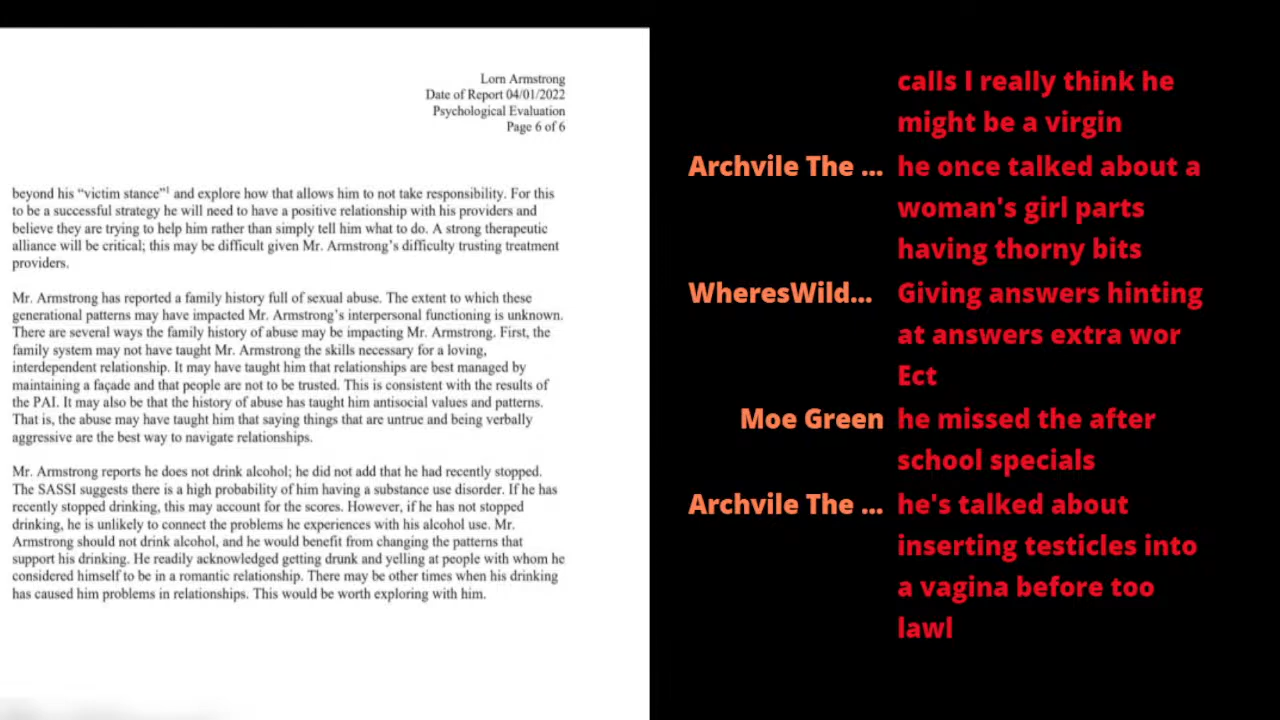 Lorn Armstrong
Date of Report 04/01/2022
Psychological Evaluation
Page 6 of 6
beyond his “victim stance”¹ and explore how that allows him to not take responsibility. For this
to be a successful strategy he will need to have a positive relationship with his providers and
believe they are trying to help him rather than simply tell him what to do. A strong therapeutic
alliance will be critical; this may be difficult given Mr. Armstrong’s difficulty trusting treatment
providers.
Mr. Armstrong has reported a family history full of sexual abuse. The extent to which these
generational patterns may have impacted Mr. Armstrong’s interpersonal functioning is unknown.
There are several ways the family history of abuse may be impacting Mr. Armstrong. First, the
family system may not have taught Mr. Armstrong the skills necessary for a loving,
interdependent relationship. It may have taught him that relationships are best managed by
maintaining a façade and that people are not to be trusted. This is consistent with the results of
the PAI. It may also be that the history of abuse has taught him antisocial values and patterns.
That is, the abuse may have taught him that saying things that are untrue and being verbally
aggressive are the best way to navigate relationships.
Mr. Armstrong reports he does not drink alcohol; he did not add that he had recently stopped.
The SASSI suggests there is a high probability of him having a substance use disorder. If he has
recently stopped drinking, this may account for the scores. However, if he has not stopped
drinking, he is unlikely to connect the problems he experiences with his alcohol use. Mr.
Armstrong should not drink alcohol, and he would benefit from changing the patterns that
support his drinking. He readily acknowledged getting drunk and yelling at people with whom he
considered himself to be in a romantic relationship. There may be other times when his drinking
has caused him problems in relationships. This would be worth exploring with him.
calls I really think he
might be a virgin
Archvile The ... he once talked about a
woman's girl parts
having thorny bits
WheresWild... Giving answers hinting
at answers extra wor
Ect
Moe Green he missed the after
school specials
Archvile The ... he's talked about
inserting testicles into
a vagina before too
lawl